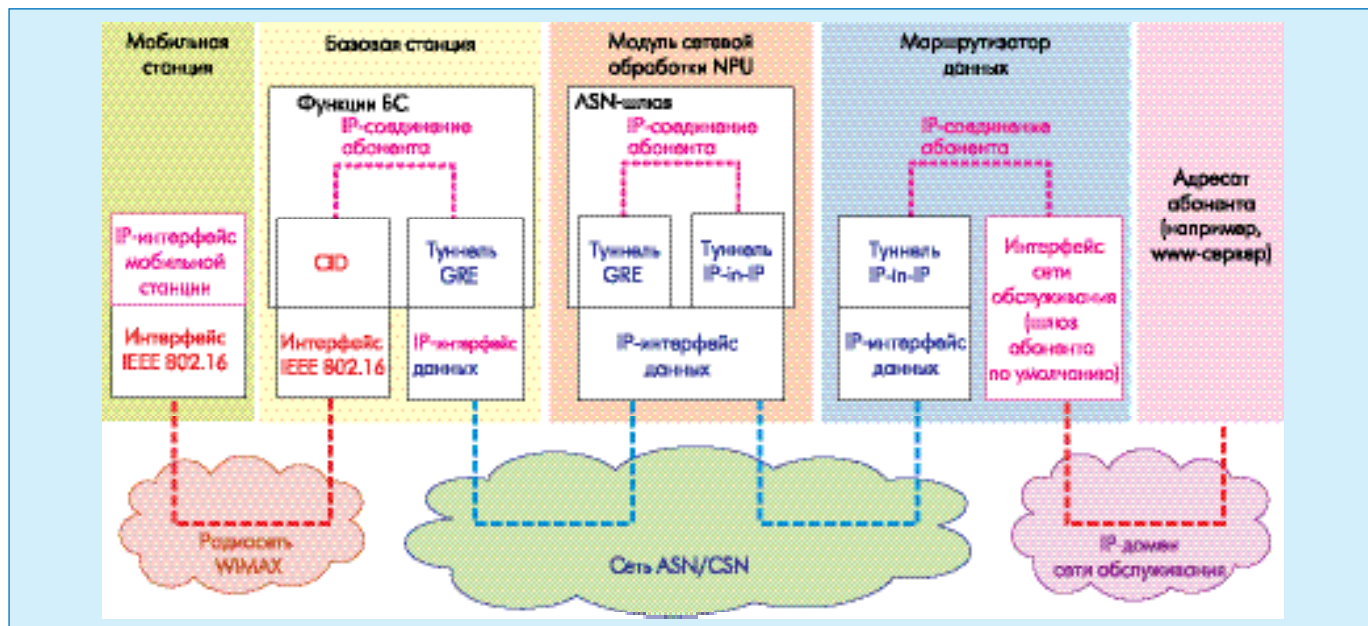 Мобильная
станция
Базовая станция
Модуль сетевой
обработки NPU
Маршрутизатор
данных
Функции БС
IP-соединение
абонента
ASN-шлюз
IP-соединение
абонента
IP-соединение
абонента
Адресат
абонента
(например,
www-сервер)
IP-интерфейс
мобильной
станции
CID
Туннель
GRE
Туннель
GRE
Туннель
IP-in-IP
Туннель
IP-in-IP
Интерфейс
сети
обслуживания
(шлюз
абонента
по умолчанию)
Интерфейс
IEEE 802.16
Интерфейс
IEEE 802.16
IP-интерфейс
данных
IP-интерфейс
данных
IP-интерфейс
данных
Радиосеть
WIMAX
Сеть ASN/CSN
IP-домен
сети обслуживания